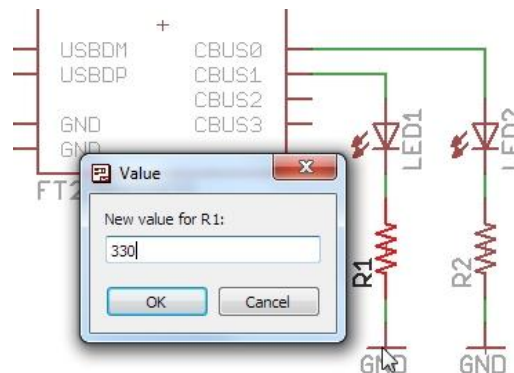 USBDM CBUS0
USBDP CBUS1
CBUS2
GND CBUS3
GND
FT2
LED1
LED2
Value
New value for R1:
330
OK Cancel
R1
R2
GND GND